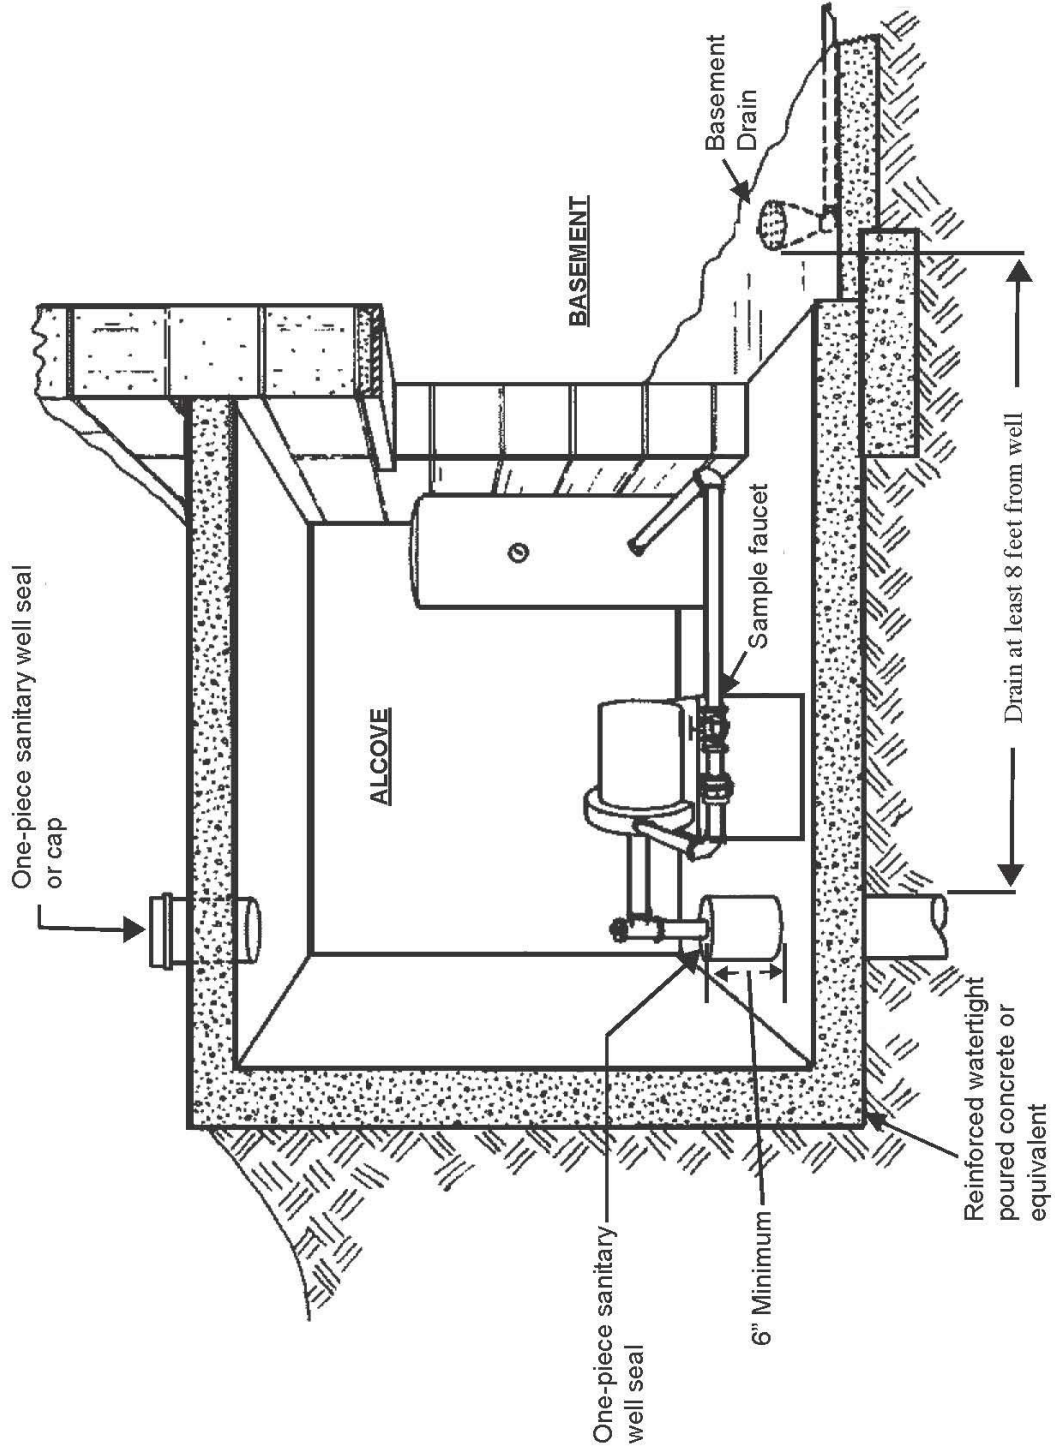 One-piece sanitary well seal
or cap
ALCOVE
BASEMENT
Basement
Drain
Sample faucet
One-piece sanitary
well seal
6” Minimum
Reinforced watertight
poured concrete or
equivalent
Drain at least 8 feet from well